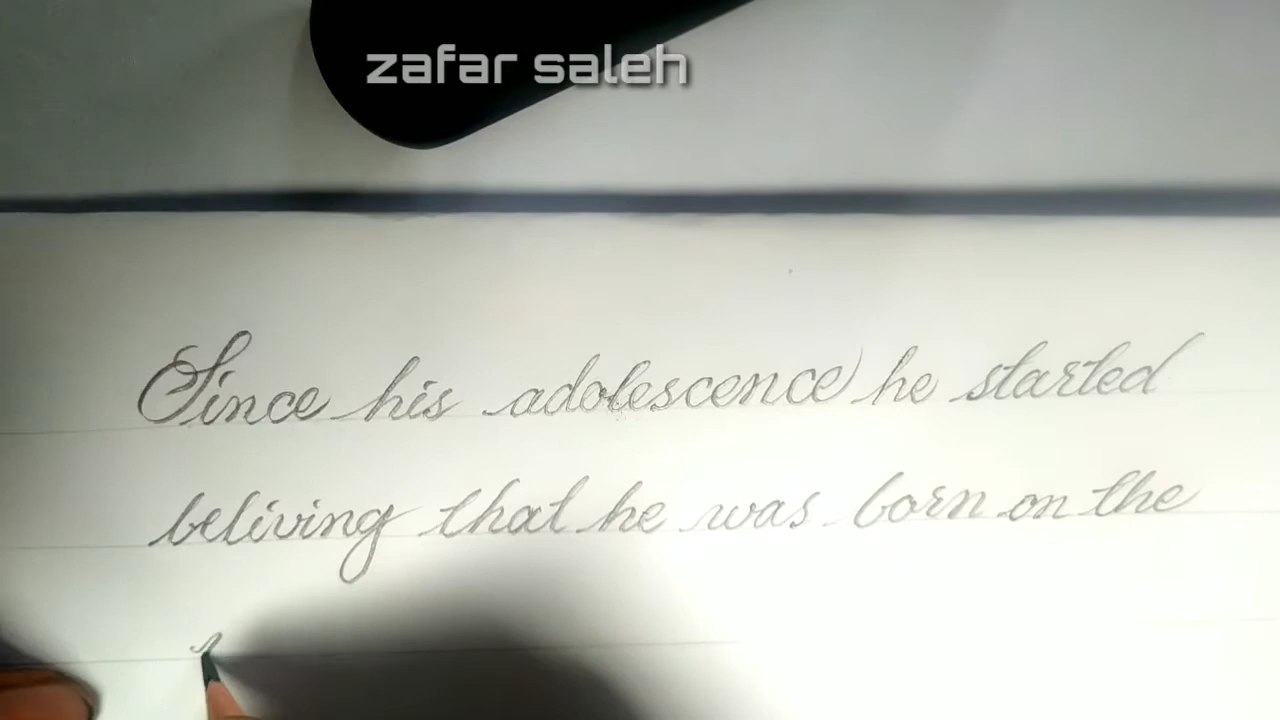 zafar saleh
Since his adolescence he started
beliving that he was born on the